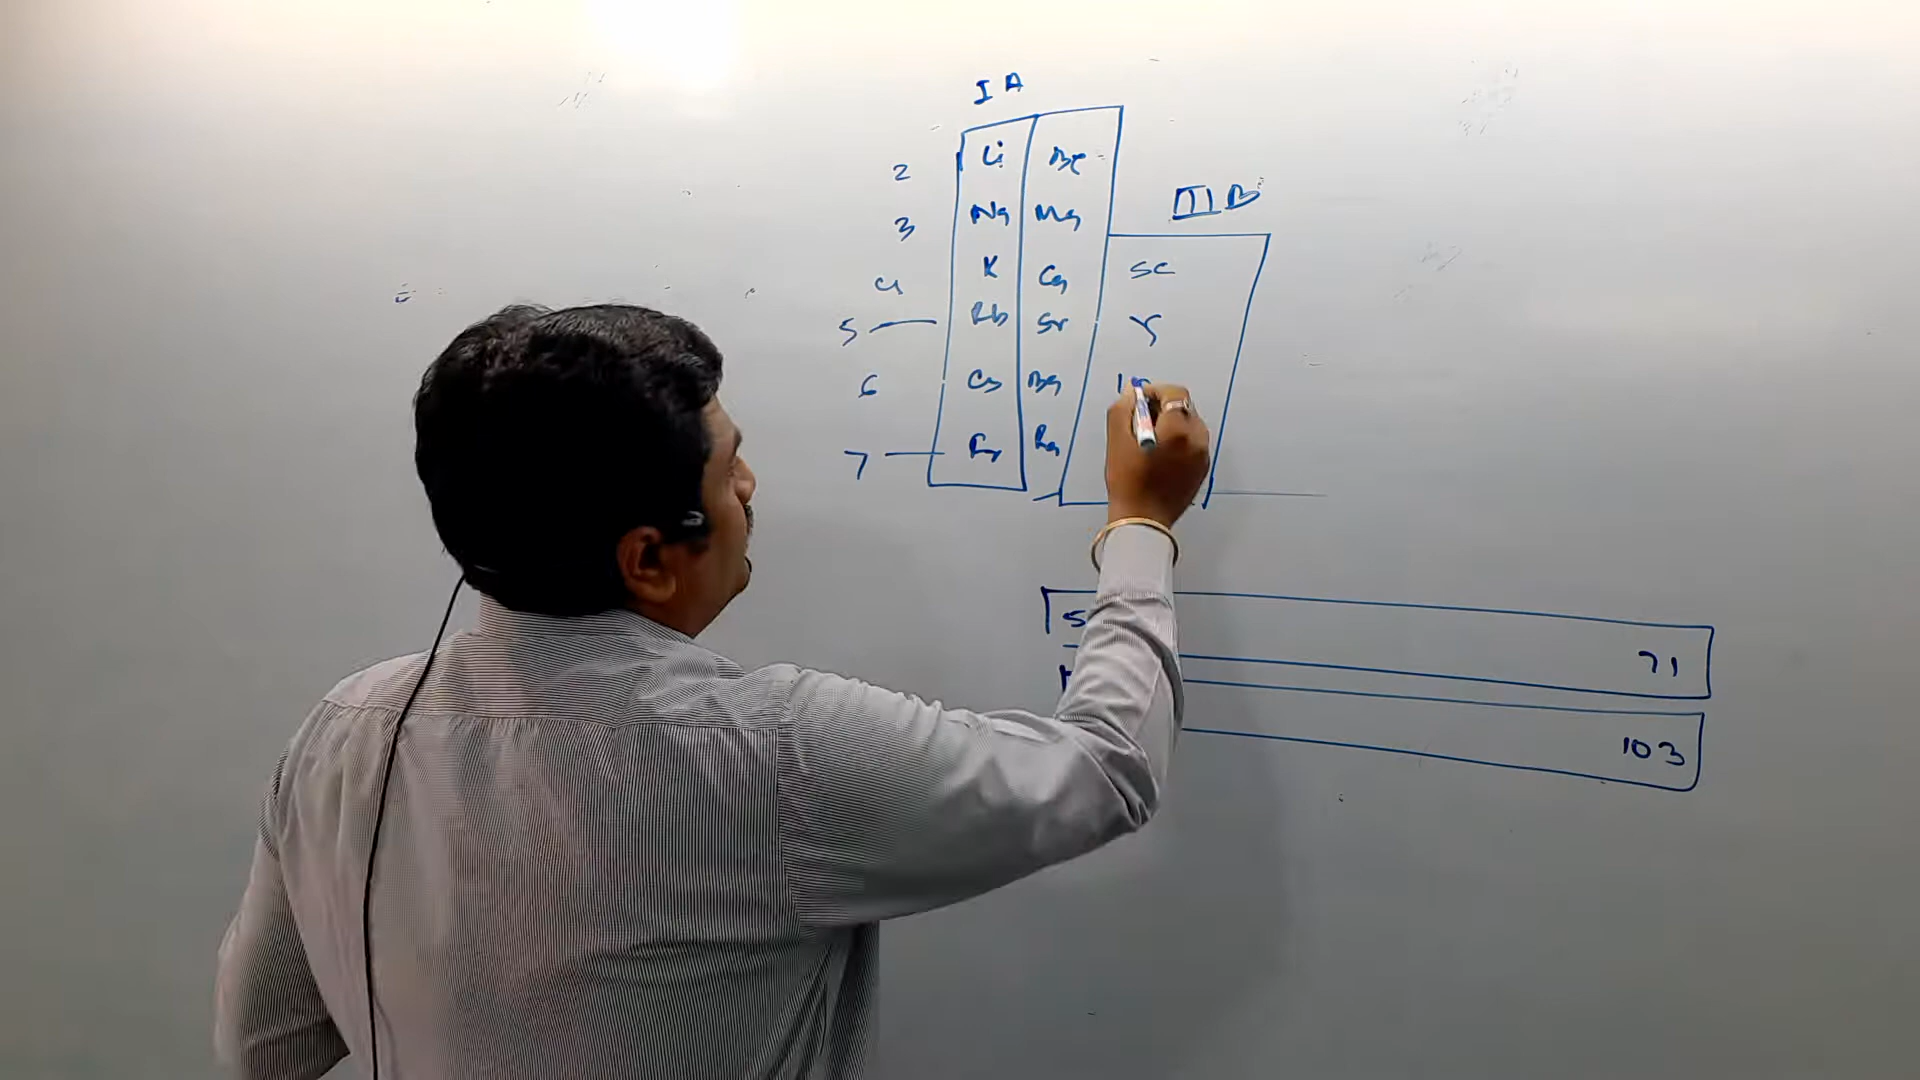 I A
2 Li Be
III B
3 Na Mg
4 K Ca Sc
5 Rb Sr Y
6 Cs Ba
7 Fr Ra
71
103